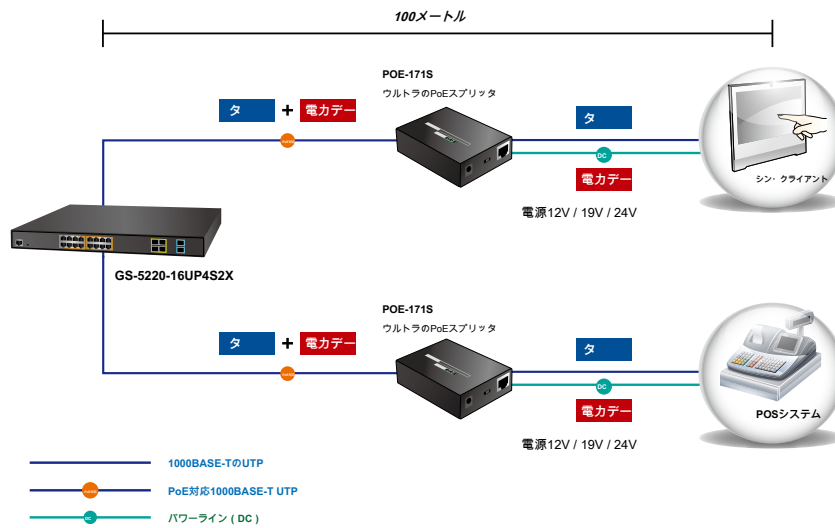 100メートル
POE-171S
ウルトラのPoEスプリッタ
タ + 電力デー
タ
DC
電力デー
シン・クライアント
電源12V / 19V / 24V
GS-5220-16UP4S2X
POE-171S
ウルトラのPoEスプリッタ
タ + 電力デー
タ
DC
電力デー
POSシステム
電源12V / 19V / 24V
1000BASE-TのUTP
PoE対応1000BASE-T UTP
DC パワーライン ( DC )